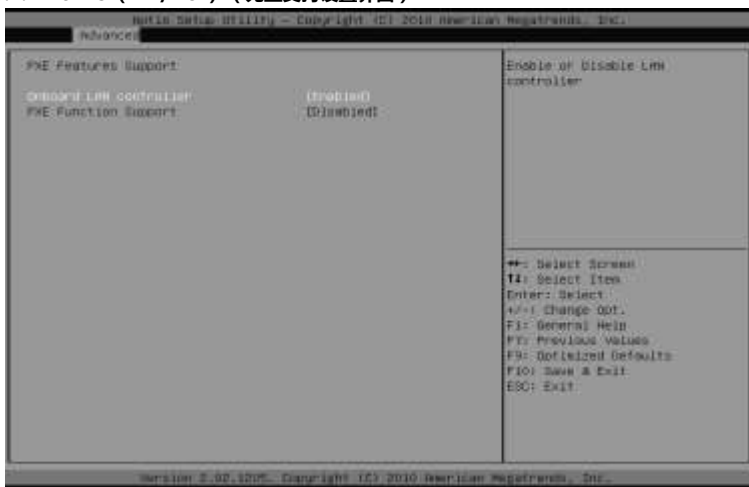 Aptio Setup Utility – Copyright (C) 2010 American Megatrends, Inc.
Advanced
PXE Features Support
Enable or Disable LAN
controller
Onboard LAN controller [Enabled]
PXE Function Support [Disabled]
: Select Screen
↑↓: Select Item
Enter: Select
+/-: Change Opt.
F1: General Help
F7: Previous Values
F9: Optimized Defaults
F10: Save & Exit
ESC: Exit
Version 2.02.1205. Copyright (C) 2010 American Megatrends, Inc.